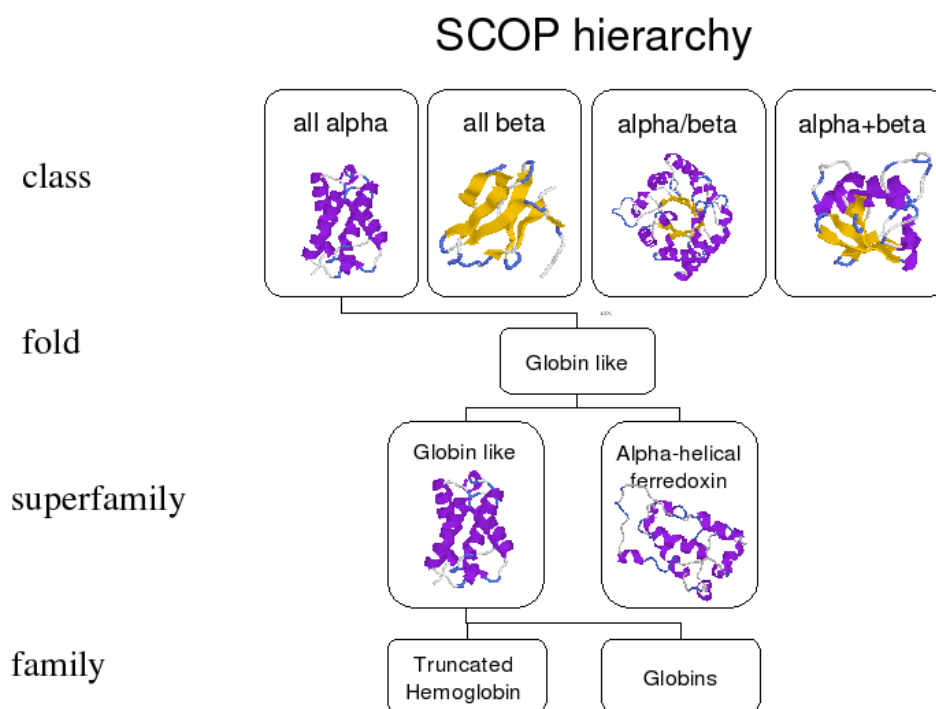 SCOP hierarchy
class
all alpha
all beta
alpha/beta
alpha+beta
fold
Globin like
superfamily
Globin like
Alpha-helical
ferredoxin
family
Truncated
Hemoglobin
Globins